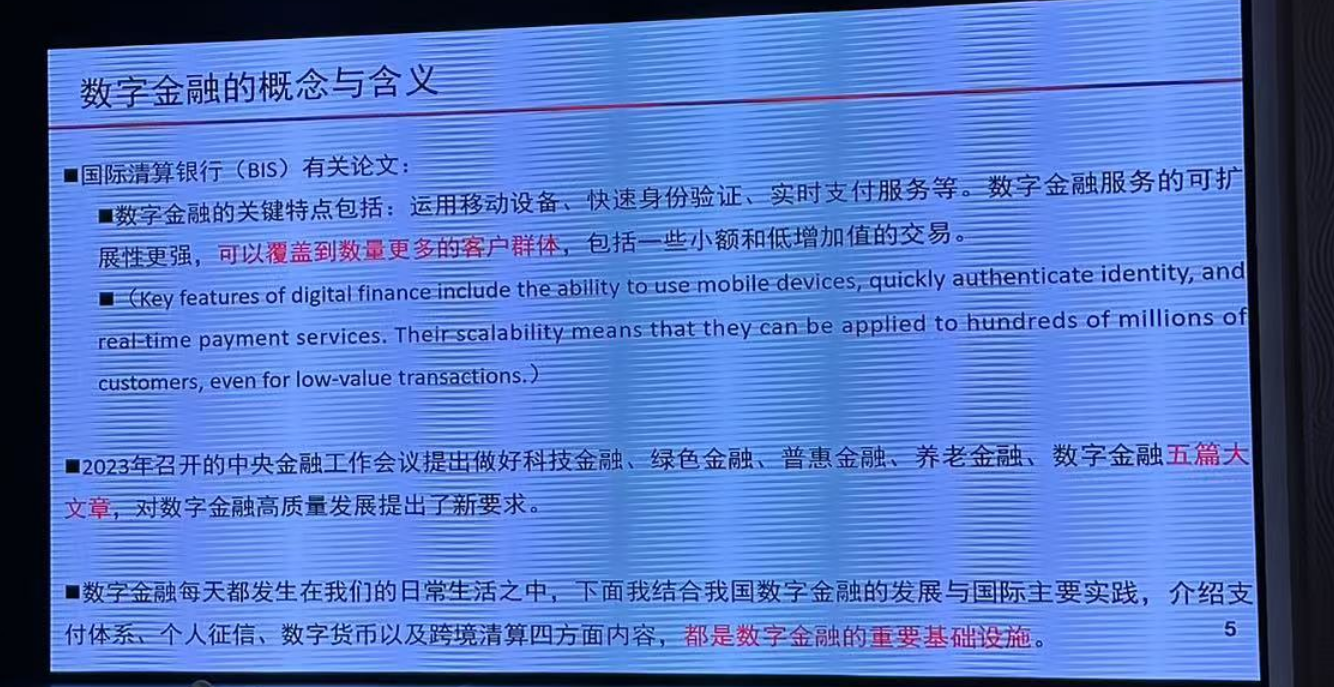 数字金融的概念与含义
■国际清算银行（BIS）有关论文：
■数字金融的关键特点包括：运用移动设备、快速身份验证、实时支付服务等。数字金融服务的可扩
展性更强，可以覆盖到数量更多的客户群体，包括一些小额和低增加值的交易。
■（Key features of digital finance include the ability to use mobile devices, quickly authenticate identity, and
real-time payment services. Their scalability means that they can be applied to hundreds of millions of
customers, even for low-value transactions.）
■2023年召开的中央金融工作会议提出做好科技金融、绿色金融、普惠金融、养老金融、数字金融五篇大
文章，对数字金融高质量发展提出了新要求。
■数字金融每天都发生在我们的日常生活之中，下面我结合我国数字金融的发展与国际主要实践，介绍支
付体系、个人征信、数字货币以及跨境清算四方面内容，都是数字金融的重要基础设施。
5